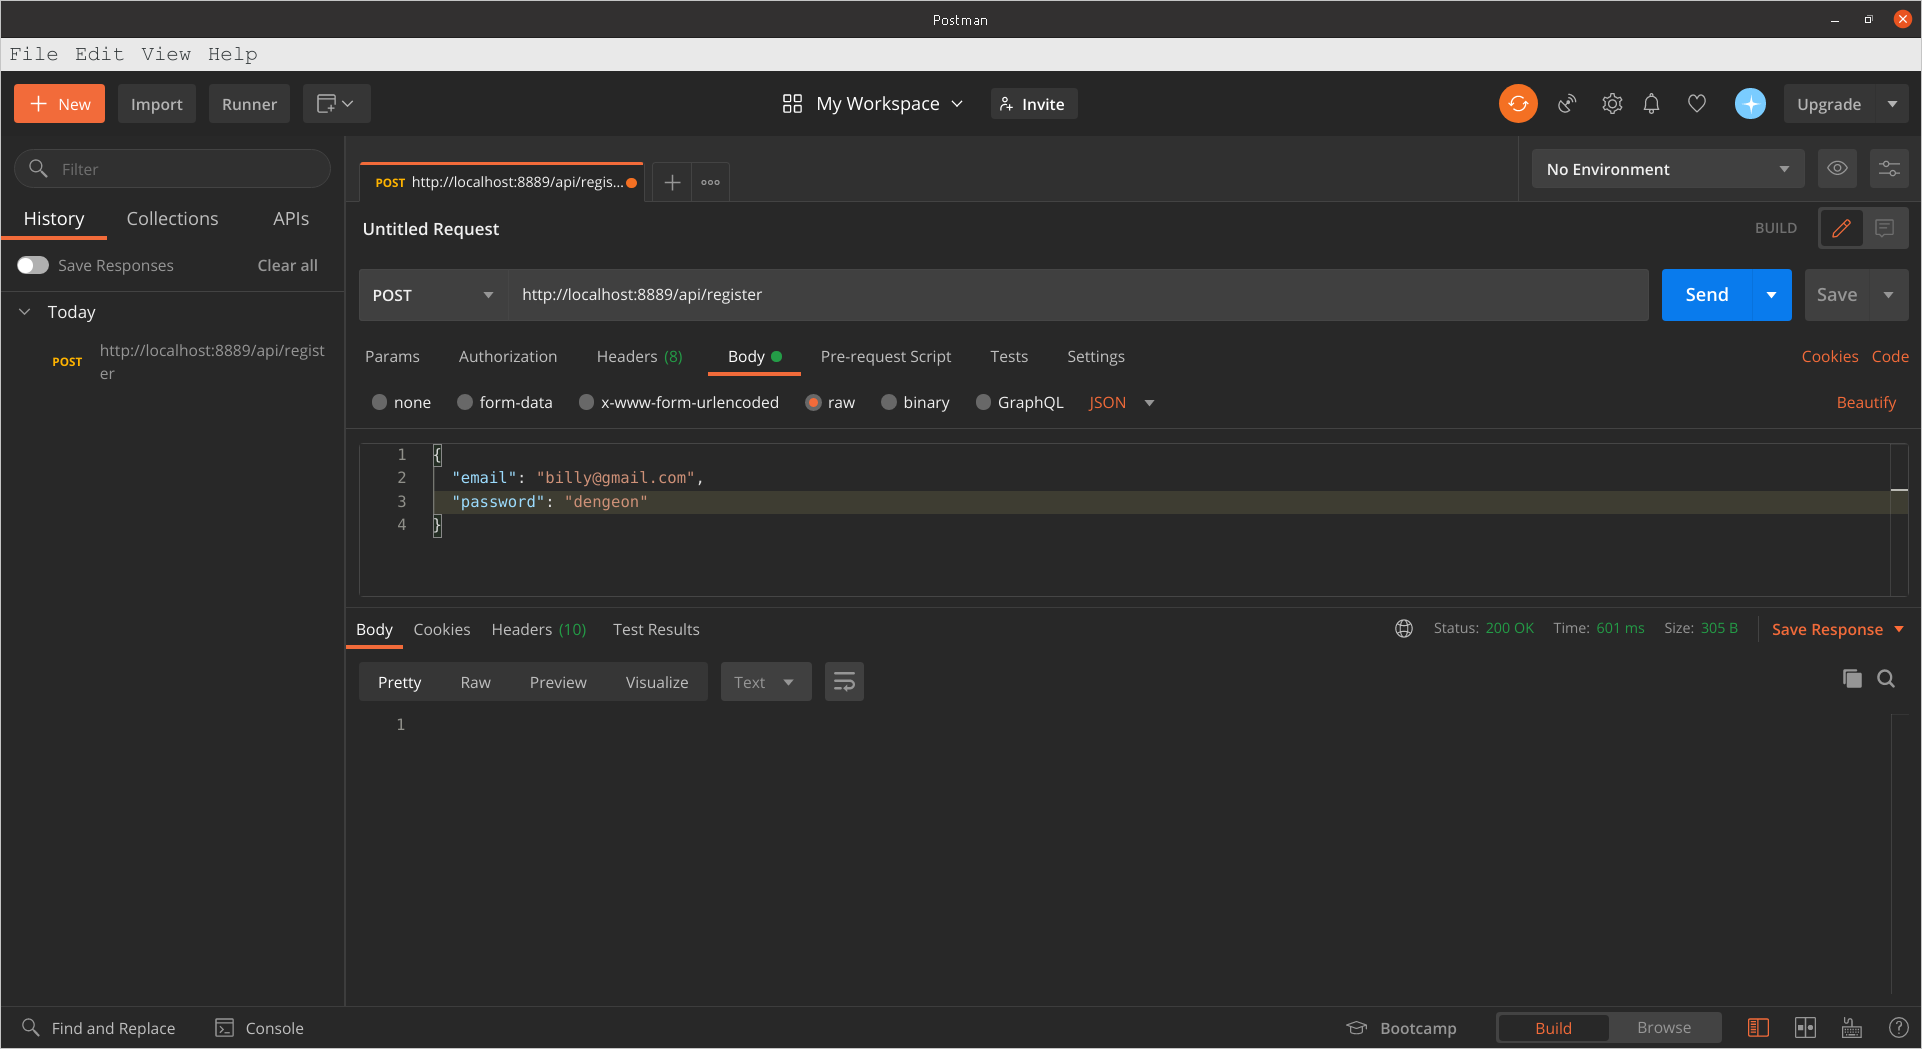 Postman
File Edit View Help
New Import Runner My Workspace Invite Upgrade
Filter
History Collections APIs
Save Responses Clear all
Today
POST http://localhost:8889/api/regist
er
POST http://localhost:8889/api/regis...
No Environment
Untitled Request BUILD
POST http://localhost:8889/api/register Send Save
Params Authorization Headers (8) Body Pre-request Script Tests Settings Cookies Code
none form-data x-www-form-urlencoded raw binary GraphQL JSON Beautify
1 {
2 "email": "billy@gmail.com",
3 "password": "dengeon"
4 }
Body Cookies Headers (10) Test Results Status: 200 OK Time: 601 ms Size: 305 B Save Response
Pretty Raw Preview Visualize Text
1
Find and Replace Console Bootcamp Build Browse